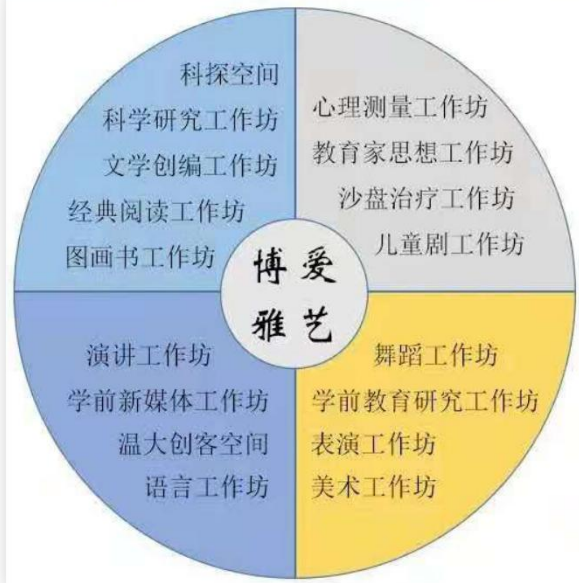 科探空间
科学研究工作坊
文学创编工作坊
经典阅读工作坊
图画书工作坊
心理测量工作坊
教育家思想工作坊
沙盘治疗工作坊
儿童剧工作坊
博爱
雅艺
演讲工作坊
学前新媒体工作坊
温大创客空间
语言工作坊
舞蹈工作坊
学前教育研究工作坊
表演工作坊
美术工作坊